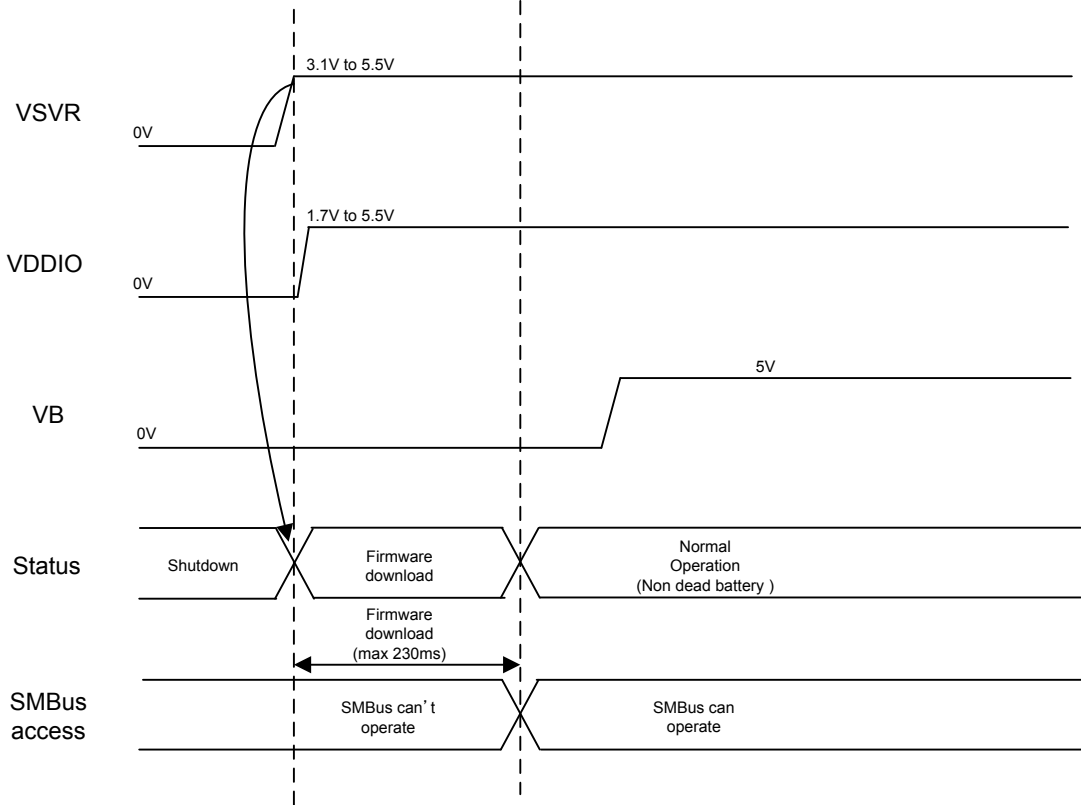 3.1V to 5.5V
VSVR
0V
1.7V to 5.5V
VDDIO
0V
5V
VB
0V
Status
Shutdown
Firmware
download
Normal
Operation
(Non dead battery )
Firmware
download
(max 230ms)
SMBus
access
SMBus can’t
operate
SMBus can
operate